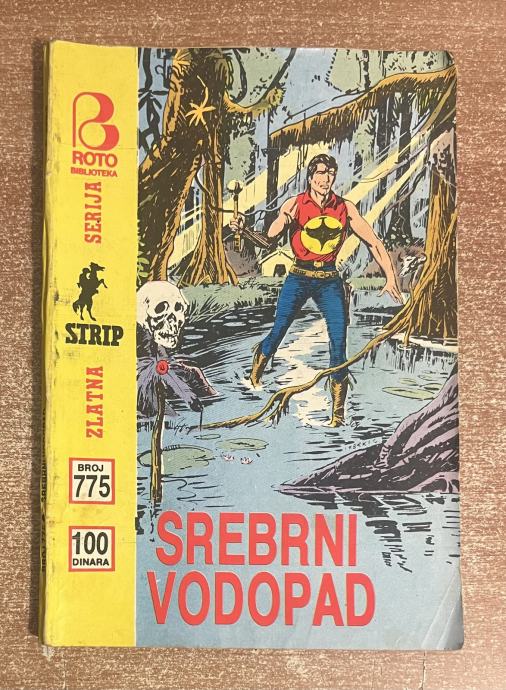 ROTO
BIBLIOTEKA
ZLATNA SERIJA
STRIP
BROJ
775
100
DINARA
SREBRNI
VODOPAD